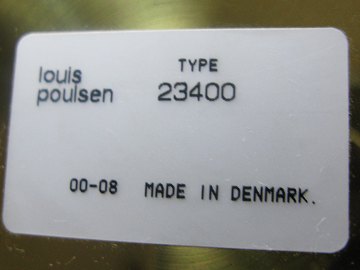 TYPE
louis
poulsen 23400
00-08 MADE IN DENMARK.